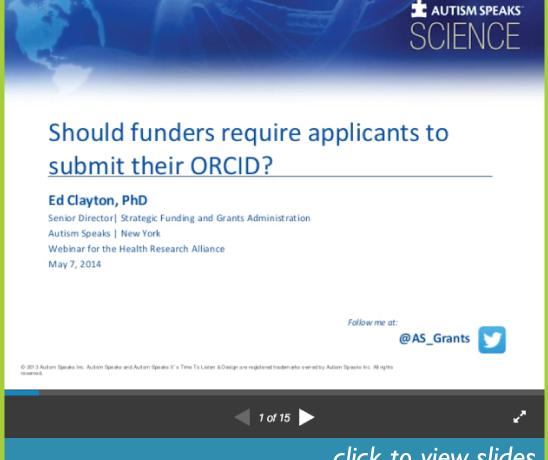 AUTISM SPEAKS
SCIENCE
Should funders require applicants to
submit their ORCID?
Ed Clayton, PhD
Senior Director| Strategic Funding and Grants Administration
Autism Speaks | New York
Webinar for the Health Research Alliance
May 7, 2014
Follow me at:
@AS_Grants
© 2013 Autism Speaks Inc. Autism Speaks and Autism Speaks It's Time To Listen & Design are registered trademarks owned by Autism Speaks Inc. All rights
reserved.
1 of 15
click to view slides